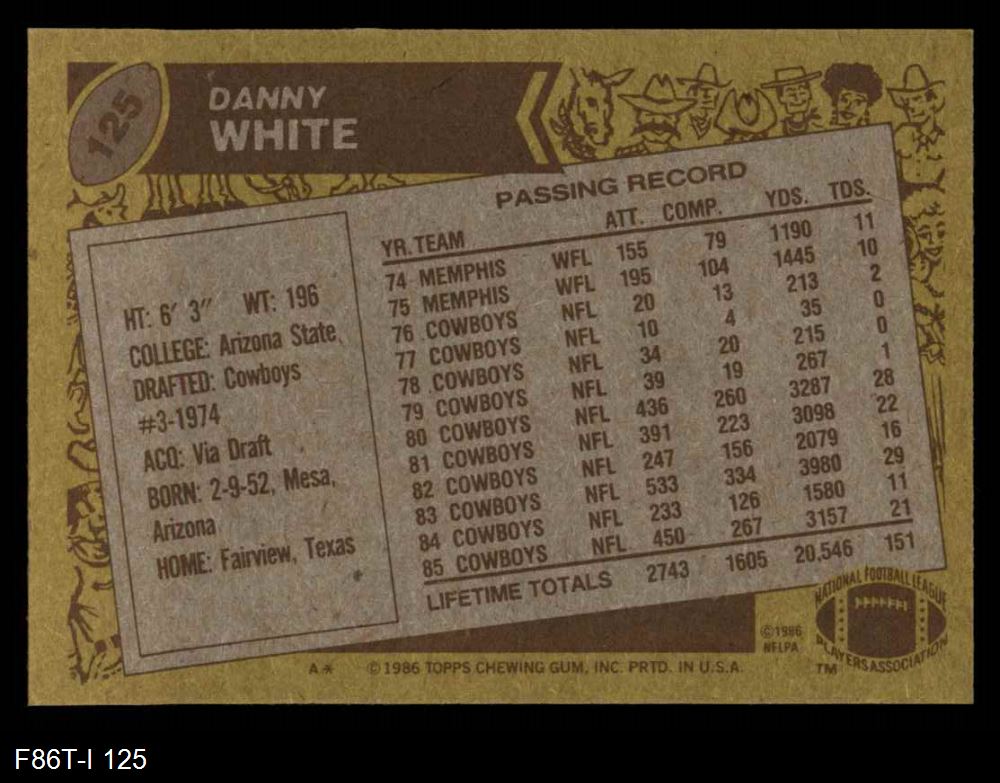 125
DANNY
WHITE
PASSING RECORD
YR. TEAM ATT. COMP. YDS. TDS.
74 MEMPHIS WFL 155 79 1190 11
75 MEMPHIS WFL 195 104 1445 10
76 COWBOYS NFL 20 13 213 2
77 COWBOYS NFL 10 4 35 0
78 COWBOYS NFL 34 20 215 0
79 COWBOYS NFL 39 19 267 1
80 COWBOYS NFL 436 260 3287 28
81 COWBOYS NFL 391 223 3098 22
82 COWBOYS NFL 247 156 2079 16
83 COWBOYS NFL 533 334 3980 29
84 COWBOYS NFL 233 126 1580 11
85 COWBOYS NFL 450 267 3157 21
LIFETIME TOTALS 2743 1605 20,546 151
HT: 6' 3" WT: 196
COLLEGE: Arizona State
DRAFTED: Cowboys
#3-1974
ACQ: Via Draft
BORN: 2-9-52, Mesa,
Arizona
HOME: Fairview, Texas
©1986
NFLPA
NATIONAL FOOTBALL LEAGUE
PLAYERS ASSOCIATION
TM
A* ©1986 TOPPS CHEWING GUM, INC. PRTD. IN U.S.A.
F86T-I 125